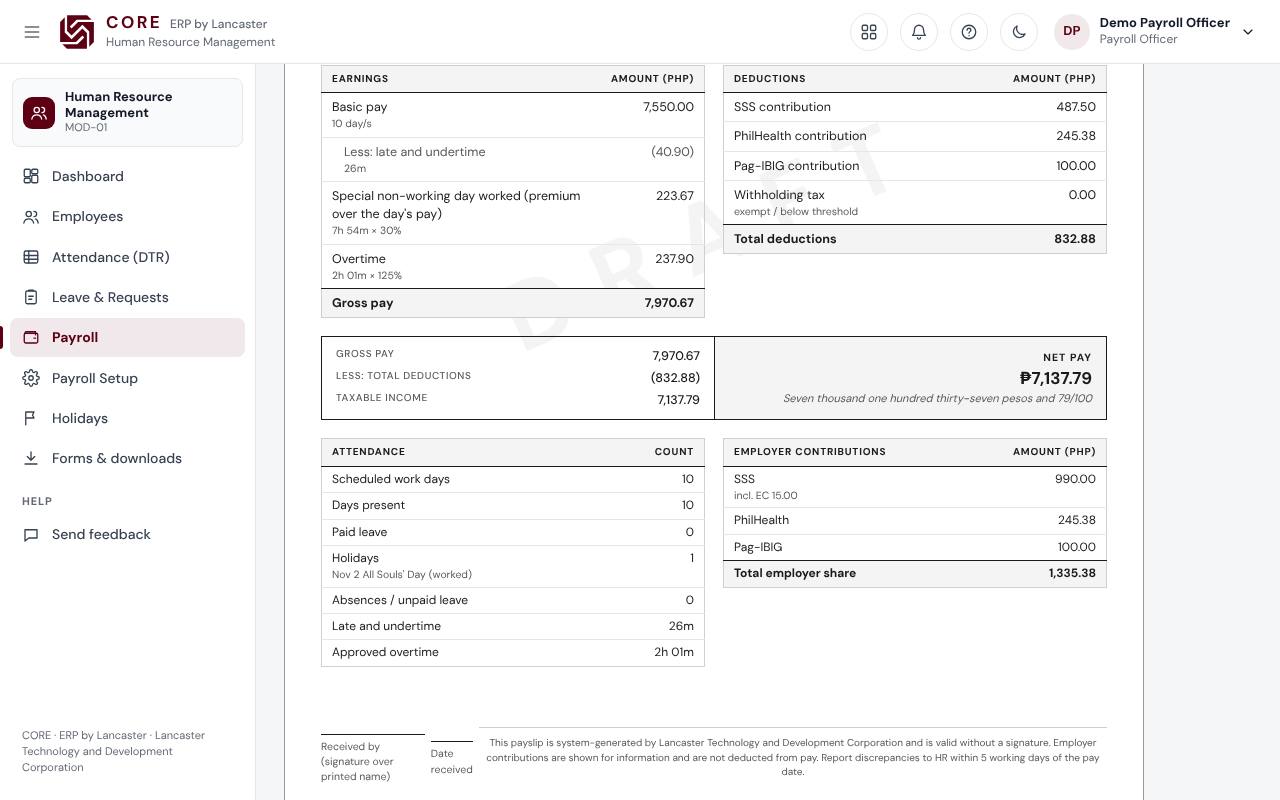 CORE ERP by Lancaster
Human Resource Management
DP
Demo Payroll Officer
Payroll Officer
Human Resource
Management
MOD-01
Dashboard
Employees
Attendance (DTR)
Leave & Requests
Payroll
Payroll Setup
Holidays
Forms & downloads
HELP
Send feedback
CORE · ERP by Lancaster · Lancaster
Technology and Development
Corporation
DRAFT
EARNINGS AMOUNT (PHP)
Basic pay 7,550.00
10 day/s
Less: late and undertime (40.90)
26m
Special non-working day worked (premium 223.67
over the day's pay)
7h 54m × 30%
Overtime 237.90
2h 01m × 125%
Gross pay 7,970.67
DEDUCTIONS AMOUNT (PHP)
SSS contribution 487.50
PhilHealth contribution 245.38
Pag-IBIG contribution 100.00
Withholding tax 0.00
exempt / below threshold
Total deductions 832.88
GROSS PAY 7,970.67
LESS: TOTAL DEDUCTIONS (832.88)
TAXABLE INCOME 7,137.79
NET PAY
₱7,137.79
Seven thousand one hundred thirty-seven pesos and 79/100
ATTENDANCE COUNT
Scheduled work days 10
Days present 10
Paid leave 0
Holidays 1
Nov 2 All Souls' Day (worked)
Absences / unpaid leave 0
Late and undertime 26m
Approved overtime 2h 01m
EMPLOYER CONTRIBUTIONS AMOUNT (PHP)
SSS 990.00
incl. EC 15.00
PhilHealth 245.38
Pag-IBIG 100.00
Total employer share 1,335.38
Received by
(signature over
printed name)
Date
received
This payslip is system-generated by Lancaster Technology and Development Corporation and is valid without a signature. Employer
contributions are shown for information and are not deducted from pay. Report discrepancies to HR within 5 working days of the pay
date.